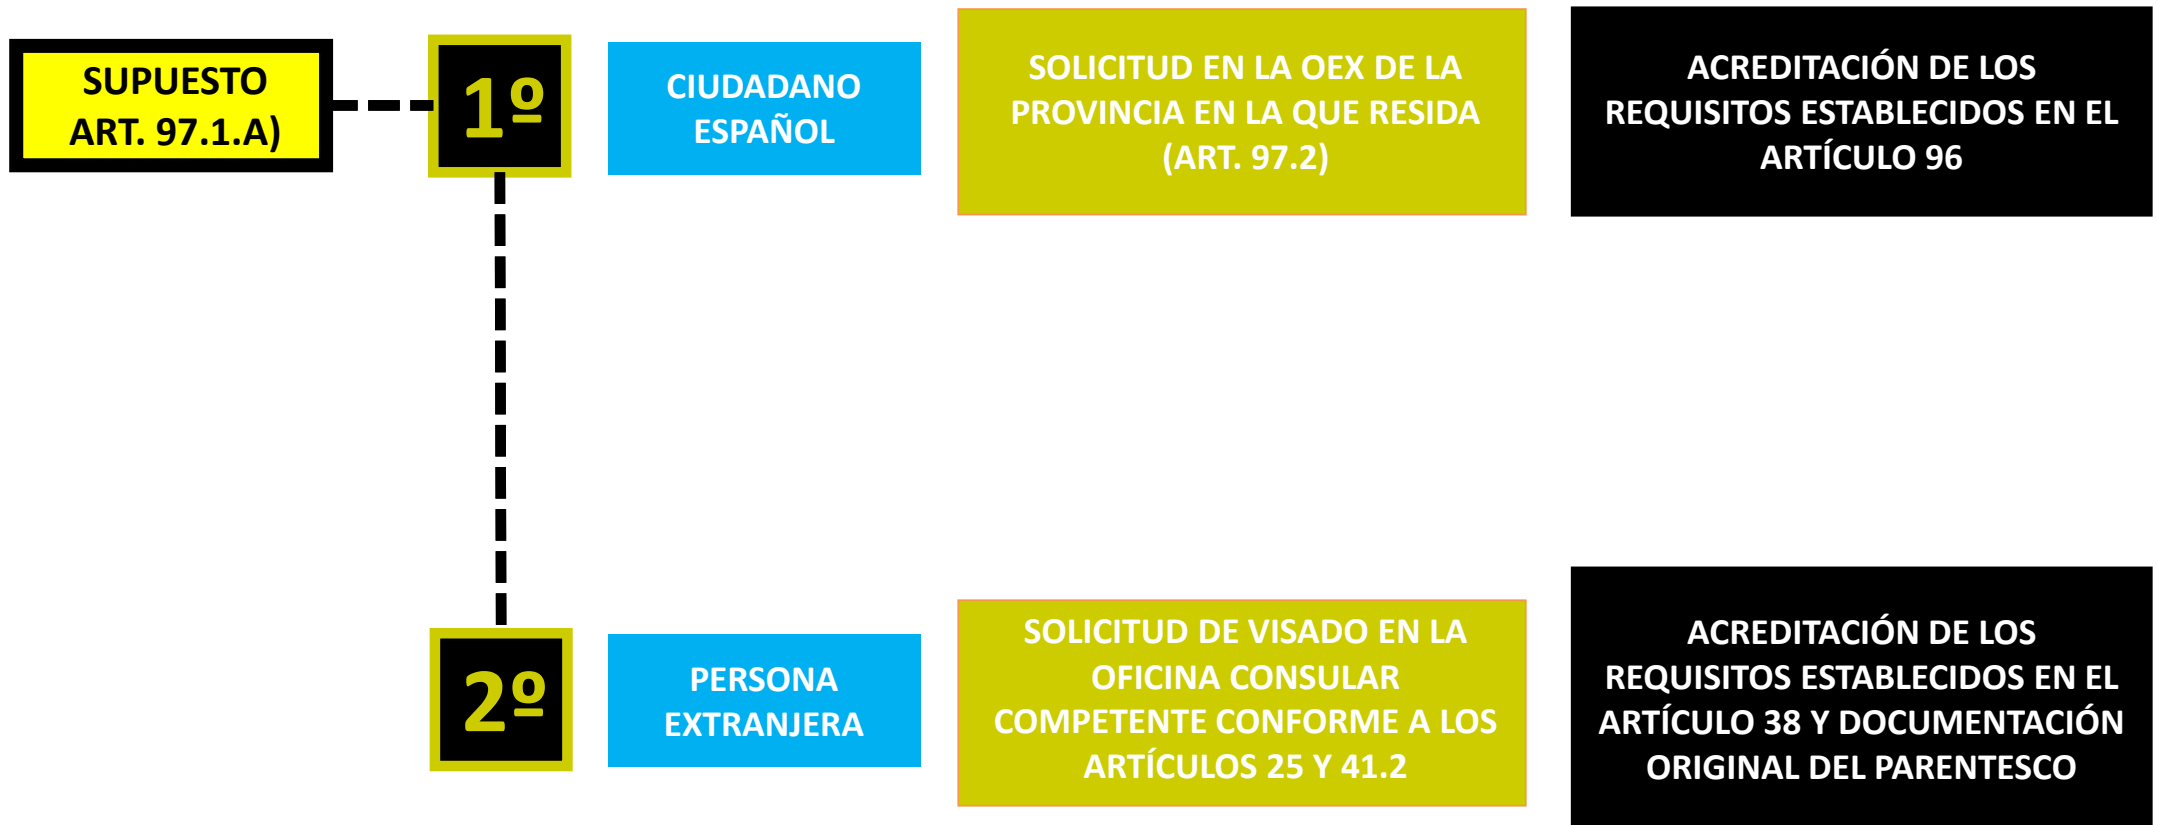 SUPUESTO
ART. 97.1.A)
1º
CIUDADANO
ESPAÑOL
SOLICITUD EN LA OEX DE LA
PROVINCIA EN LA QUE RESIDA
(ART. 97.2)
ACREDITACIÓN DE LOS
REQUISITOS ESTABLECIDOS EN EL
ARTÍCULO 96
2º
PERSONA
EXTRANJERA
SOLICITUD DE VISADO EN LA
OFICINA CONSULAR
COMPETENTE CONFORME A LOS
ARTÍCULOS 25 Y 41.2
ACREDITACIÓN DE LOS
REQUISITOS ESTABLECIDOS EN EL
ARTÍCULO 38 Y DOCUMENTACIÓN
ORIGINAL DEL PARENTESCO